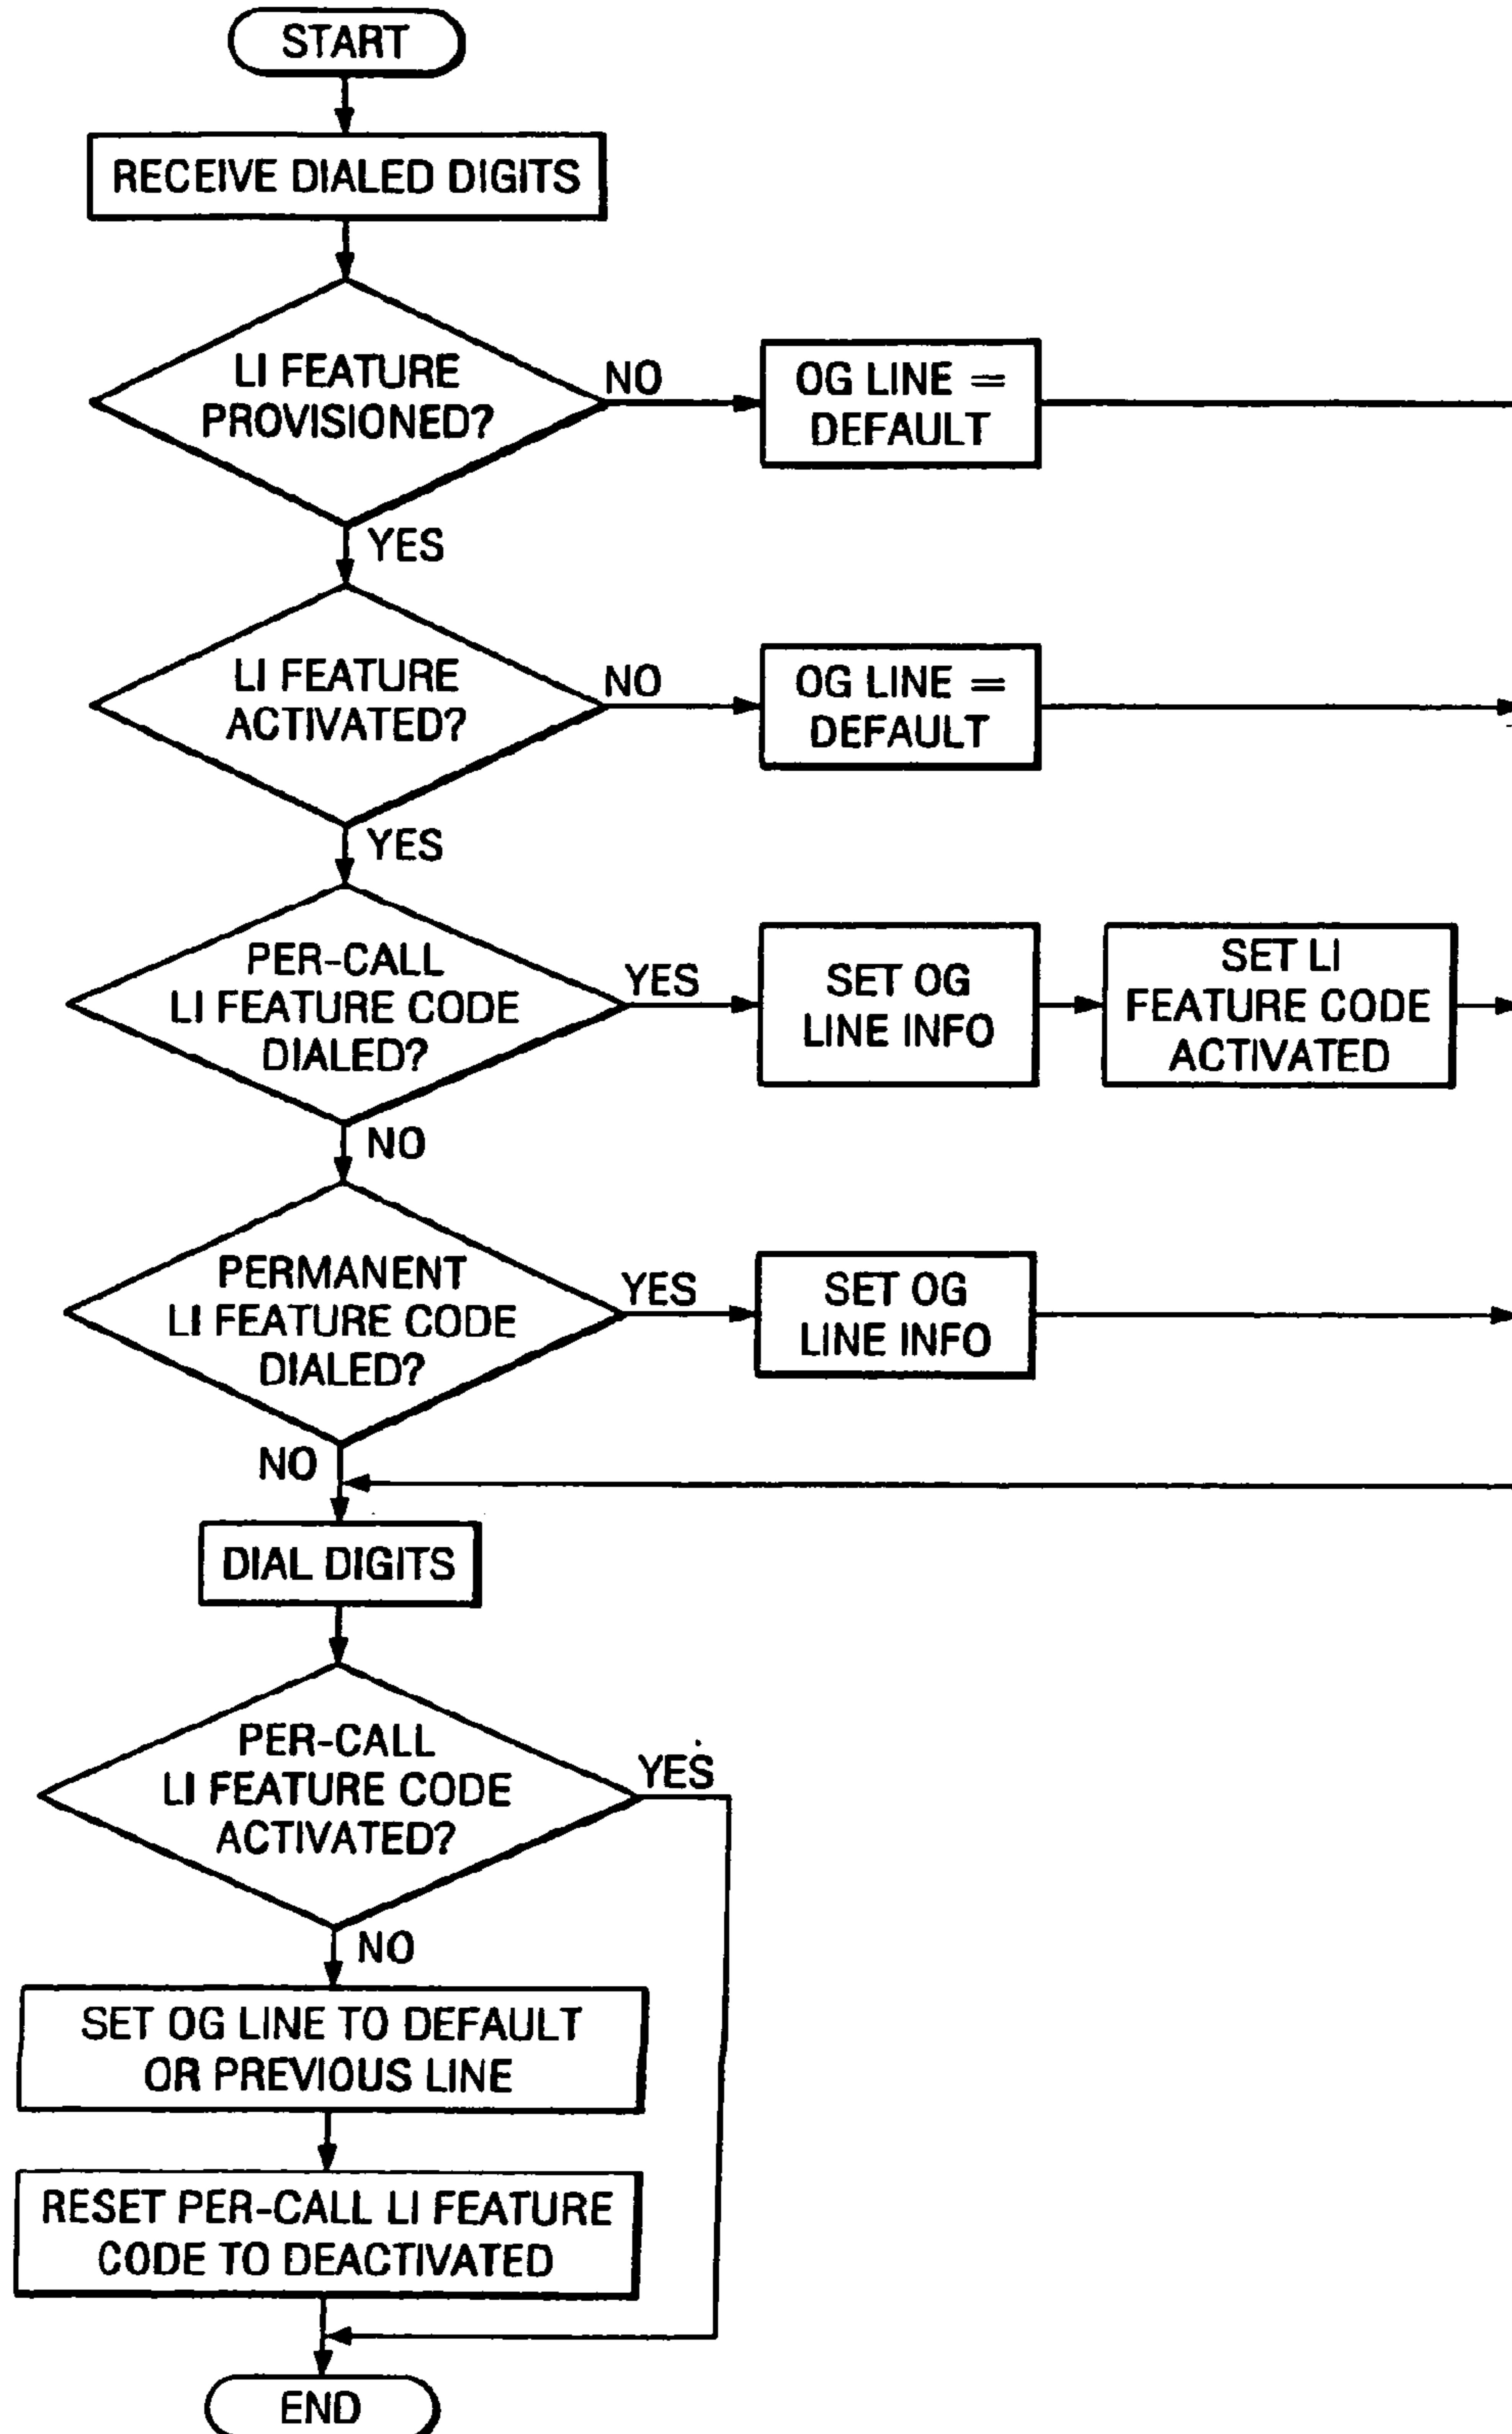 START
RECEIVE DIALED DIGITS
LI FEATURE
PROVISIONED?
NO
OG LINE =
DEFAULT
YES
LI FEATURE
ACTIVATED?
NO
OG LINE =
DEFAULT
YES
PER-CALL
LI FEATURE CODE
DIALED?
YES
SET OG
LINE INFO
SET LI
FEATURE CODE
ACTIVATED
NO
PERMANENT
LI FEATURE CODE
DIALED?
YES
SET OG
LINE INFO
NO
DIAL DIGITS
PER-CALL
LI FEATURE CODE
ACTIVATED?
YES
NO
SET OG LINE TO DEFAULT
OR PREVIOUS LINE
RESET PER-CALL LI FEATURE
CODE TO DEACTIVATED
END